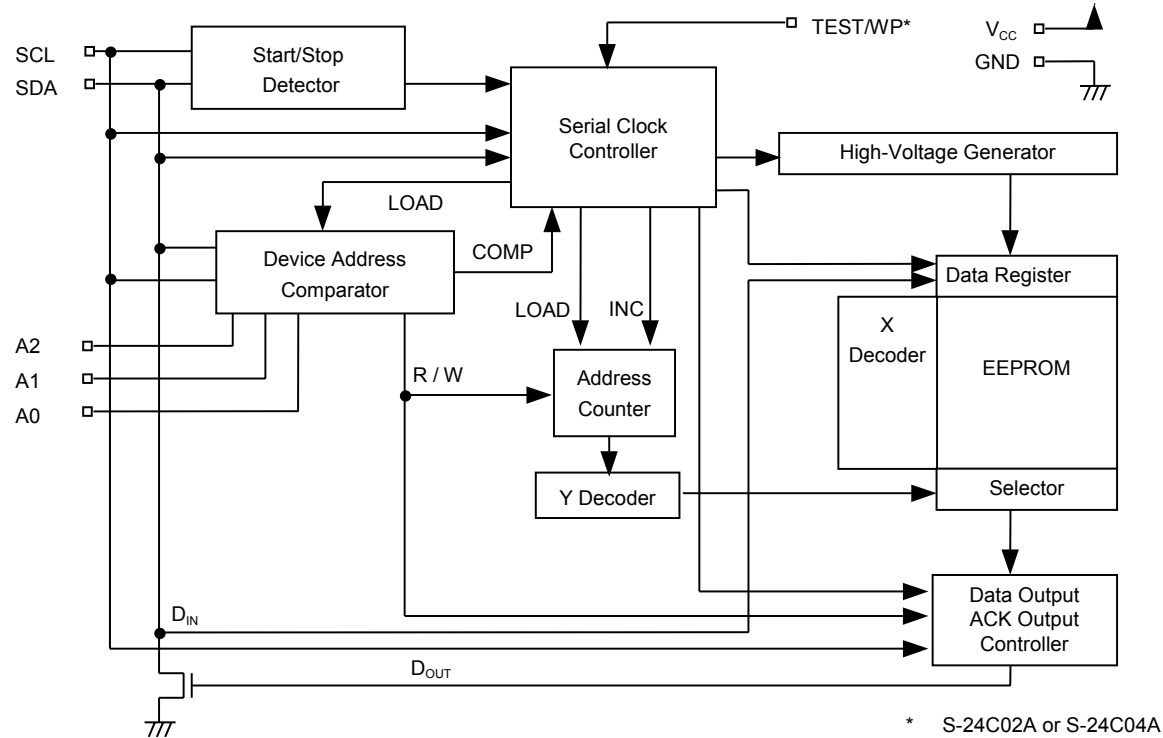 TEST/WP*
V_CC
GND
SCL
SDA
Start/Stop
Detector
Serial Clock
Controller
High-Voltage Generator
LOAD
COMP
Device Address
Comparator
Data Register
LOAD
INC
X
Decoder
EEPROM
A2
A1
A0
R / W
Address
Counter
Y Decoder
Selector
Data Output
ACK Output
Controller
D_IN
D_OUT
* S-24C02A or S-24C04A